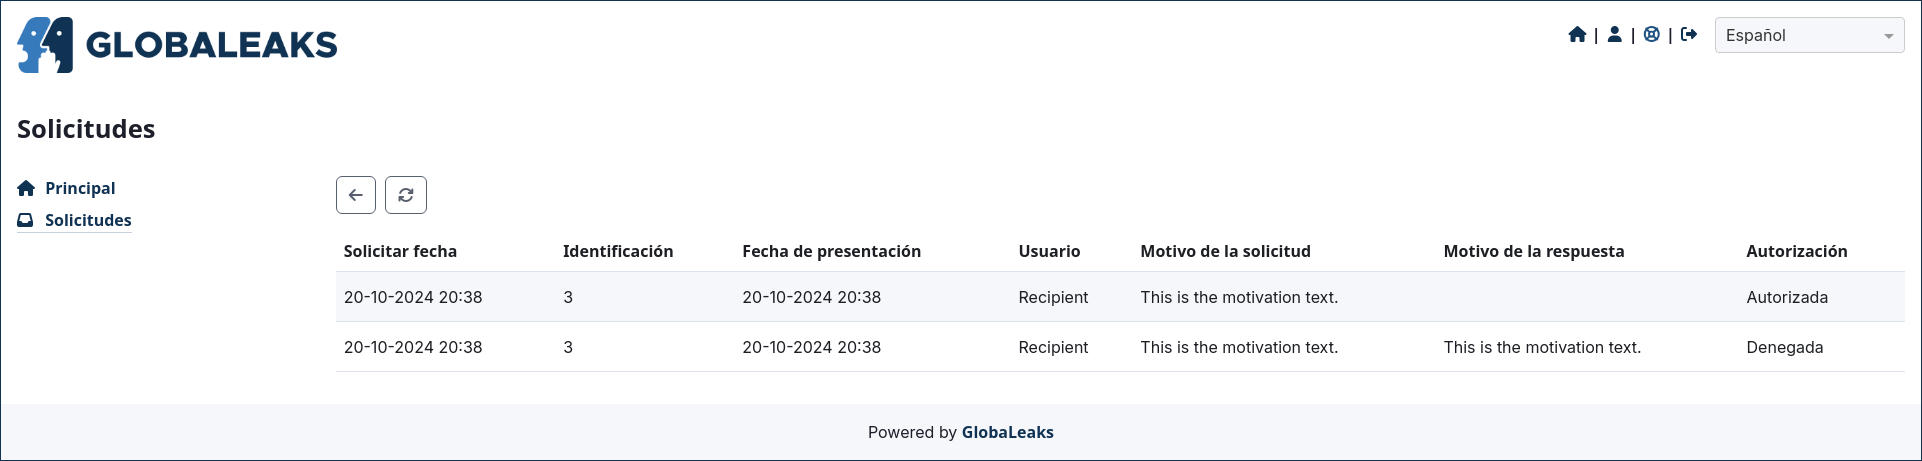 GLOBALEAKS
| | | Español
Solicitudes
Principal
Solicitudes
Solicitar fecha Identificación Fecha de presentación Usuario Motivo de la solicitud Motivo de la respuesta Autorización
20-10-2024 20:38 3 20-10-2024 20:38 Recipient This is the motivation text. Autorizada
20-10-2024 20:38 3 20-10-2024 20:38 Recipient This is the motivation text. This is the motivation text. Denegada
Powered by GlobaLeaks